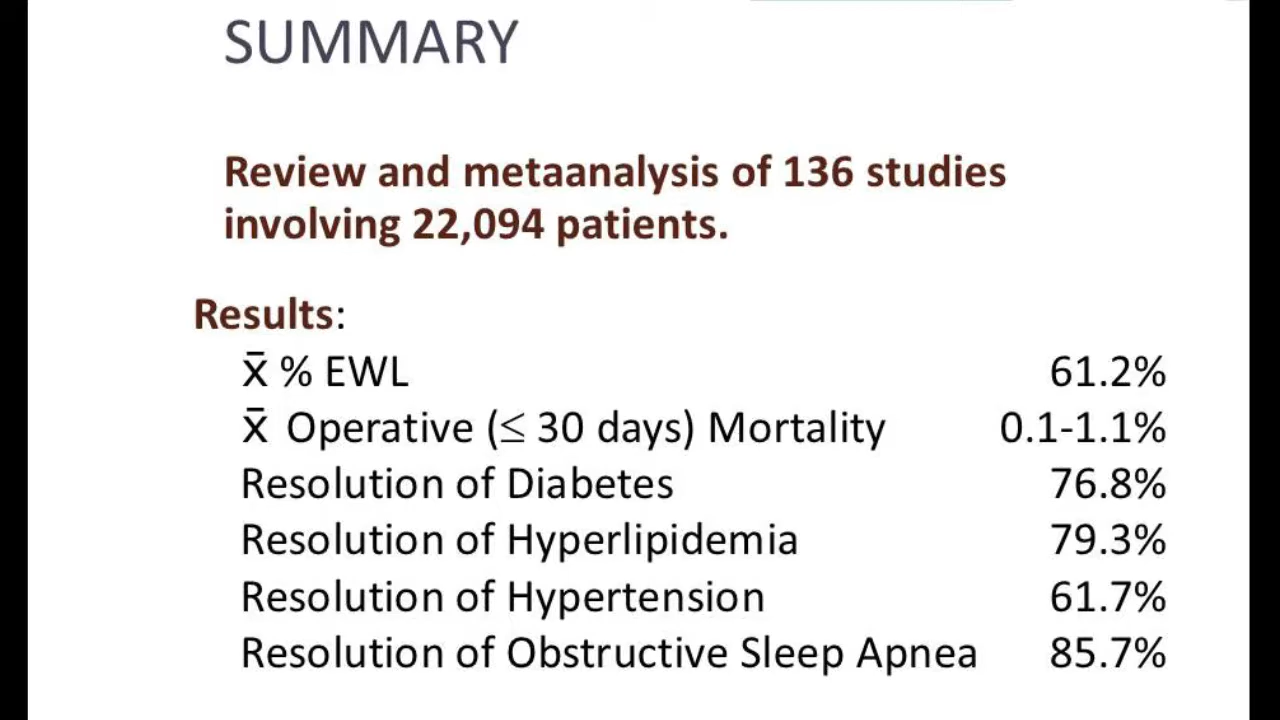 SUMMARY
Review and metaanalysis of 136 studies
involving 22,094 patients.
Results:
x̄ % EWL 61.2%
x̄ Operative (≤ 30 days) Mortality 0.1-1.1%
Resolution of Diabetes 76.8%
Resolution of Hyperlipidemia 79.3%
Resolution of Hypertension 61.7%
Resolution of Obstructive Sleep Apnea 85.7%